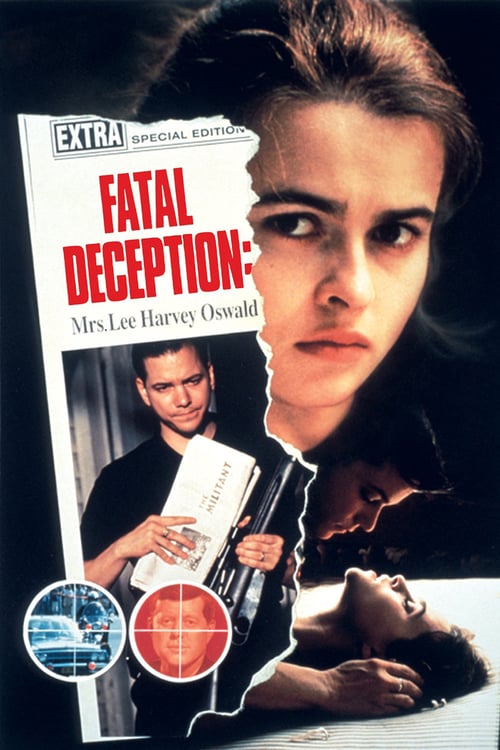 EXTRA SPECIAL EDITION
FATAL
DECEPTION:
Mrs. Lee Harvey Oswald
THE
MILITANT